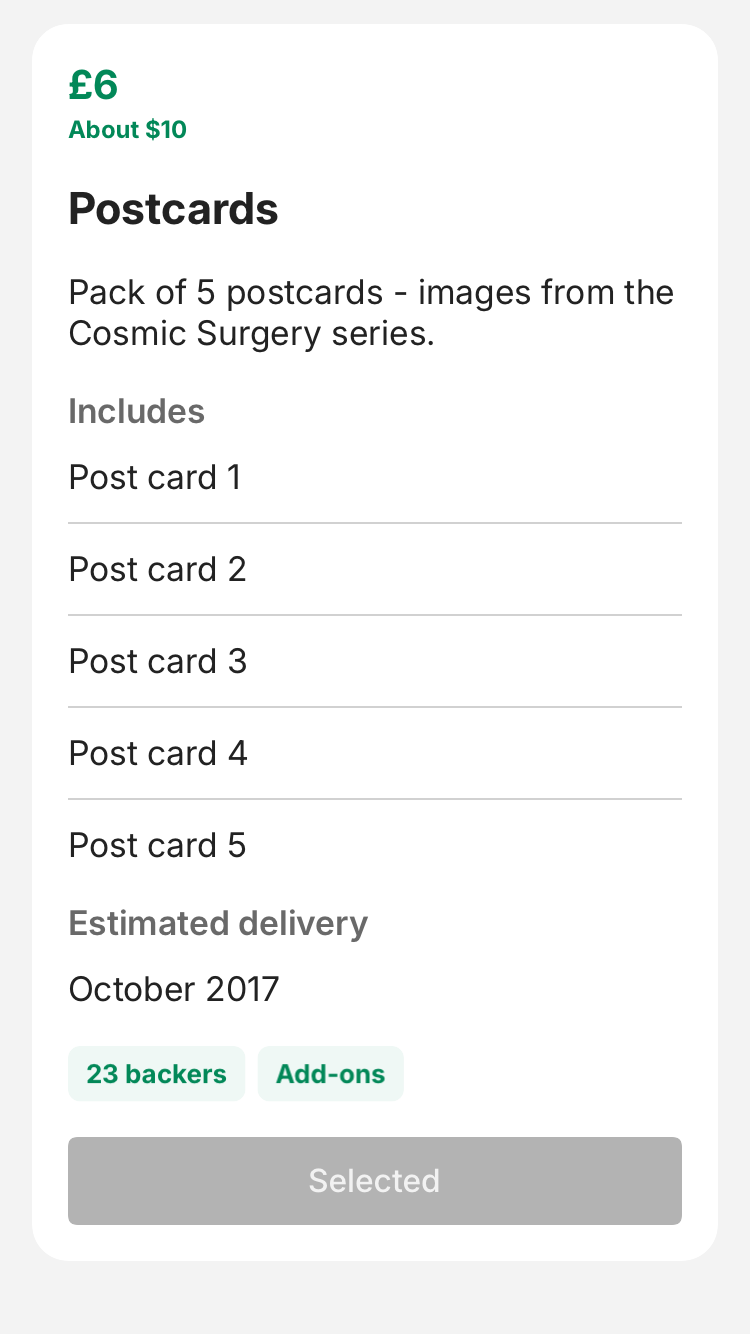 £6
About $10
Postcards
Pack of 5 postcards - images from the
Cosmic Surgery series.
Includes
Post card 1
Post card 2
Post card 3
Post card 4
Post card 5
Estimated delivery
October 2017
23 backers
Add-ons
Selected